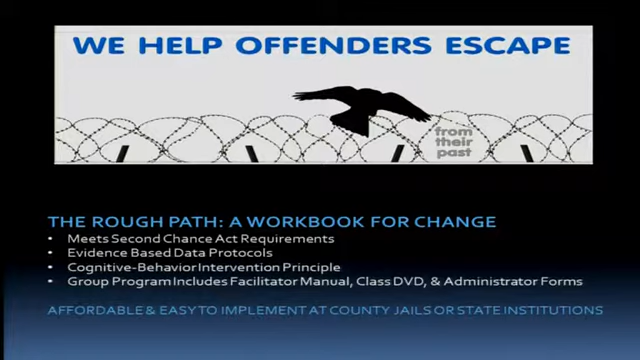 WE HELP OFFENDERS ESCAPE
from
their
past
THE ROUGH PATH: A WORKBOOK FOR CHANGE
• Meets Second Chance Act Requirements
• Evidence Based Data Protocols
• Cognitive-Behavior Intervention Principle
• Group Program Includes Facilitator Manual, Class DVD, & Administrator Forms
AFFORDABLE & EASY TO IMPLEMENT AT COUNTY JAILS OR STATE INSTITUTIONS